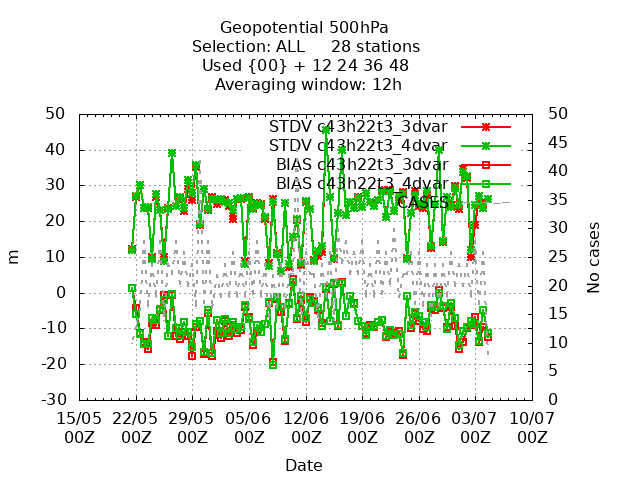 Geopotential 500hPa
Selection: ALL 28 stations
Used {00} + 12 24 36 48
Averaging window: 12h
STDV c43h22t3_3dvar
STDV c43h22t3_4dvar
BIAS c43h22t3_3dvar
BIAS c43h22t3_4dvar
CASES
50
40
30
20
10
0
-10
-20
-30
m
50
45
40
35
30
25
20
15
10
5
0
No cases
15/05 22/05 29/05 05/06 12/06 19/06 26/06 03/07 10/07
00Z 00Z 00Z 00Z 00Z 00Z 00Z 00Z 00Z
Date